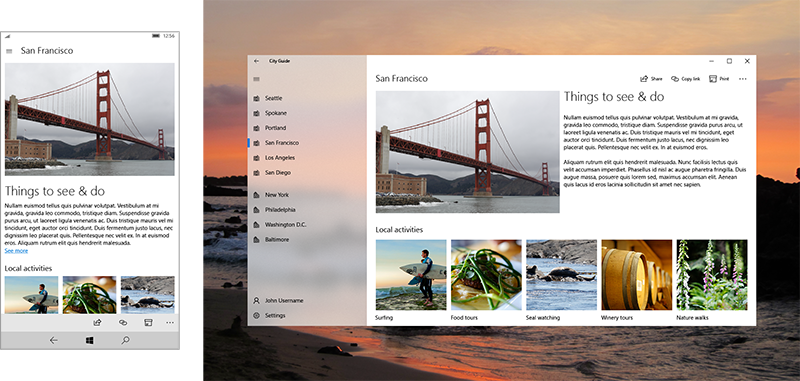 12:56
San Francisco
Things to see & do
Nullam elementum tellus quis pulvinar volutpat. Vestibulum at mi
gravida, gravida leo commodo, tristique diam. Suspendisse gravida
purus arcu, ut laoreet ligula venenatis ac. Duis tristique mauris vel mi
tincidunt, eget auctor orci tincidunt. Duis fermentum justo lacus, nec
dignissim leo placerat quis. Pellentesque nec velit ex. In at euismod
eros. Aliquam rutrum elit quis hendrerit malesuada.
See more
Local activities
City Guide
Seattle
Spokane
Portland
San Francisco
Los Angeles
San Diego
New York
Philadelphia
Washington D.C.
Baltimore
John Username
Settings
San Francisco
Share
Copy link
Print
Things to see & do
Nullam elementum tellus quis pulvinar volutpat. Vestibulum at mi gravida,
gravida leo commodo, tristique diam. Suspendisse gravida purus arcu, ut
laoreet ligula venenatis ac. Duis tristique mauris vel mi tincidunt, eget
auctor orci tincidunt. Duis fermentum justo lacus, nec dignissim leo
placerat quis. Pellentesque nec velit ex. In at euismod eros.
Aliquam rutrum elit quis hendrerit malesuada. Nunc facilisis lectus quis
velit accumsan imperdiet. Phasellus id nisl ac augue pharetra fringilla. Duis
augue massa, posuere quis lorem sed, maximus accumsan elit. Aenean
quis lacus id eros lacinia sollicitudin sit amet nec sapien.
Local activities
Surfing
Food tours
Seal watching
Winery tours
Nature walks